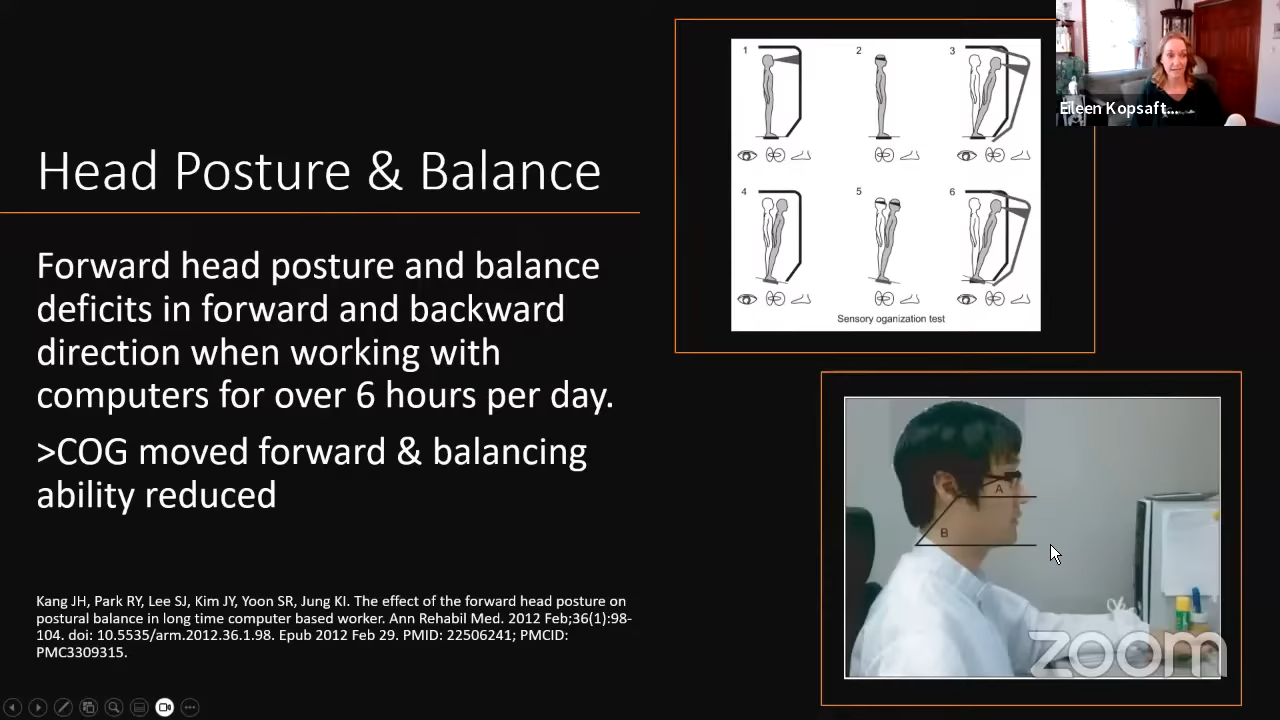 Head Posture & Balance
Forward head posture and balance
deficits in forward and backward
direction when working with
computers for over 6 hours per day.
>COG moved forward & balancing
ability reduced
Kang JH, Park RY, Lee SJ, Kim JY, Yoon SR, Jung KI. The effect of the forward head posture on
postural balance in long time computer based worker. Ann Rehabil Med. 2012 Feb;36(1):98-
104. doi: 10.5535/arm.2012.36.1.98. Epub 2012 Feb 29. PMID: 22506241; PMCID:
PMC3309315.
1 2 3
4 5 6
Sensory oganization test
Eileen Kopsaft...
A
B
zoom